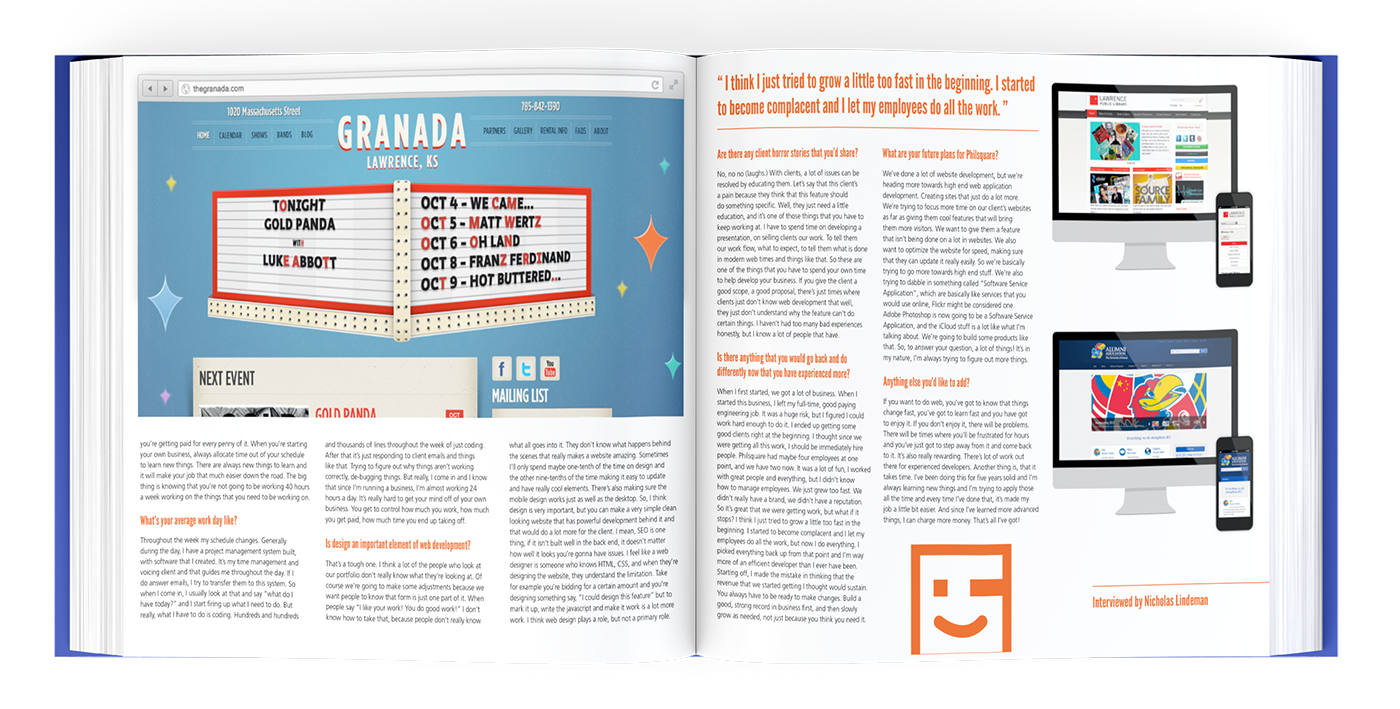 thegranada.com
1020 Massachusetts Street
785-842-1390
HOME CALENDAR SHOWS BANDS BLOG
GRANADA
LAWRENCE, KS
PARTNERS GALLERY RENTAL INFO FAQS ABOUT
TONIGHT
GOLD PANDA
WITH
LUKE ABBOTT
OCT 4 - WE CAME...
OCT 5 - MATT WERTZ
OCT 6 - OH LAND
OCT 8 - FRANZ FERDINAND
OCT 9 - HOT BUTTERED...
NEXT EVENT
GOLD PANDA
OCT
f
t
You
Tube
MAILING LIST
you're getting paid for every penny of it. When you're starting
your own business, always allocate time out of your schedule
to learn new things. There are always new things to learn and
it will make your job that much easier down the road. The big
thing is knowing that you're not going to be working 40 hours
a week working on the things that you need to be working on.
What's your average work day like?
Throughout the week my schedule changes. Generally
during the day, I have a project management system built,
with software that I created. It's my time management and
voicing client and that guides me throughout the day. If I
do answer emails, I try to transfer them to this system. So
when I come in, I usually look at that and say "what do I
have today?" and I start firing up what I need to do. But
really, what I have to do is coding. Hundreds and hundreds
and thousands of lines throughout the week of just coding.
After that it's just responding to client emails and things
like that. Trying to figure out why things aren't working
correctly, de-bugging things. But really, I come in and I know
that since I'm running a business, I'm almost working 24
hours a day. It's really hard to get your mind off of your own
business. You get to control how much you work, how much
you get paid, how much time you end up taking off.
Is design an important element of web development?
That's a tough one. I think a lot of the people who look at
our portfolio don't really know what they're looking at. Of
course we're going to make some adjustments because we
want people to know that form is just one part of it. When
people say "I like your work! You do good work!" I don't
know how to take that, because people don't really know
what all goes into it. They don't know what happens behind
the scenes that really makes a website amazing. Sometimes
I'll only spend maybe one-tenth of the time on design and
the other nine-tenths of the time making it easy to update
and have really cool elements. There's also making sure the
mobile design works just as well as the desktop. So, I think
design is very important, but you can make a very simple clean
looking website that has powerful development behind it and
that would do a lot more for the client. I mean, SEO is one
thing, if it isn't built well in the back end, it doesn't matter
how well it looks you're gonna have issues. I feel like a web
designer is someone who knows HTML, CSS, and when they're
designing the website, they understand the limitation. Take
for example you're bidding for a certain amount and you're
designing something say, "I could design this feature" but to
mark it up, write the javascript and make it work is a lot more
work. I think web design plays a role, but not a primary role.
“ I think I just tried to grow a little too fast in the beginning. I started
to become complacent and I let my employees do all the work. ”
Are there any client horror stories that you'd share?
No, no no (laughs.) With clients, a lot of issues can be
resolved by educating them. Let's say that this client's
a pain because they think that this feature should
do something specific. Well, they just need a little
education, and it's one of those things that you have to
keep working at. I have to spend time on developing a
presentation, on selling clients our work. To tell them
our work flow, what to expect, to tell them what is done
in modern web times and things like that. So these are
one of the things that you have to spend your own time
to help develop your business. If you give the client a
good scope, a good proposal, there's just times where
clients just don't know web development that well,
they just don't understand why the feature can't do
certain things. I haven't had too many bad experiences
honestly, but I know a lot of people that have.
Is there anything that you would go back and do
differently now that you have experienced more?
When I first started, we got a lot of business. When I
started this business, I left my full-time, good paying
engineering job. It was a huge risk, but I figured I could
work hard enough to do it. I ended up getting some
good clients right at the beginning. I thought since we
were getting all this work, I should be immediately hire
people. Philsquare had maybe four employees at one
point, and we have two now. It was a lot of fun, I worked
with great people and everything, but I didn't know
how to manage employees. We just grew too fast. We
didn't really have a brand, we didn't have a reputation.
So it's great that we were getting work, but what if it
stops? I think I just tried to grow a little too fast in the
beginning. I started to become complacent and I let my
employees do all the work, but now I do everything. I
picked everything back up from that point and I'm way
more of an efficient developer than I ever have been.
Starting off, I made the mistake in thinking that the
revenue that we started getting I thought would sustain.
You always have to be ready to make changes. Build a
good, strong record in business first, and then slowly
grow as needed, not just because you think you need it.
What are your future plans for Philsquare?
We've done a lot of website development, but we're
heading more towards high end web application
development. Creating sites that just do a lot more.
We're trying to focus more time on our client's websites
as far as giving them cool features that will bring
them more visitors. We want to give them a feature
that isn't being done on a lot in websites. We also
want to optimize the website for speed, making sure
that they can update it really easily. So we're basically
trying to go more towards high end stuff. We're also
trying to dabble in something called "Software Service
Application", which are basically like services that you
would use online, Flickr might be considered one.
Adobe Photoshop is now going to be a Software Service
Application, and the iCloud stuff is a lot like what I'm
talking about. We're going to build some products like
that. So, to answer your question, a lot of things! It's in
my nature, I'm always trying to figure out more things.
Anything else you'd like to add?
If you want to do web, you've got to know that things
change fast, you've got to learn fast and you have got
to enjoy it. If you don't enjoy it, there will be problems.
There will be times where you'll be frustrated for hours
and you've just got to step away from it and come back
to it. It's also really rewarding. There's lot of work out
there for experienced developers. Another thing is, that it
takes time. I've been doing this for five years solid and I'm
always learning new things and I'm trying to apply those
all the time and every time I've done that, it's made my
job a little bit easier. And since I've learned more advanced
things, I can charge more money. That's all I've got!
LAWRENCE
PUBLIC LIBRARY
SOURCE
FAMILY
ALUMNI
ASSOCIATION
Interviewed by Nicholas Lindeman